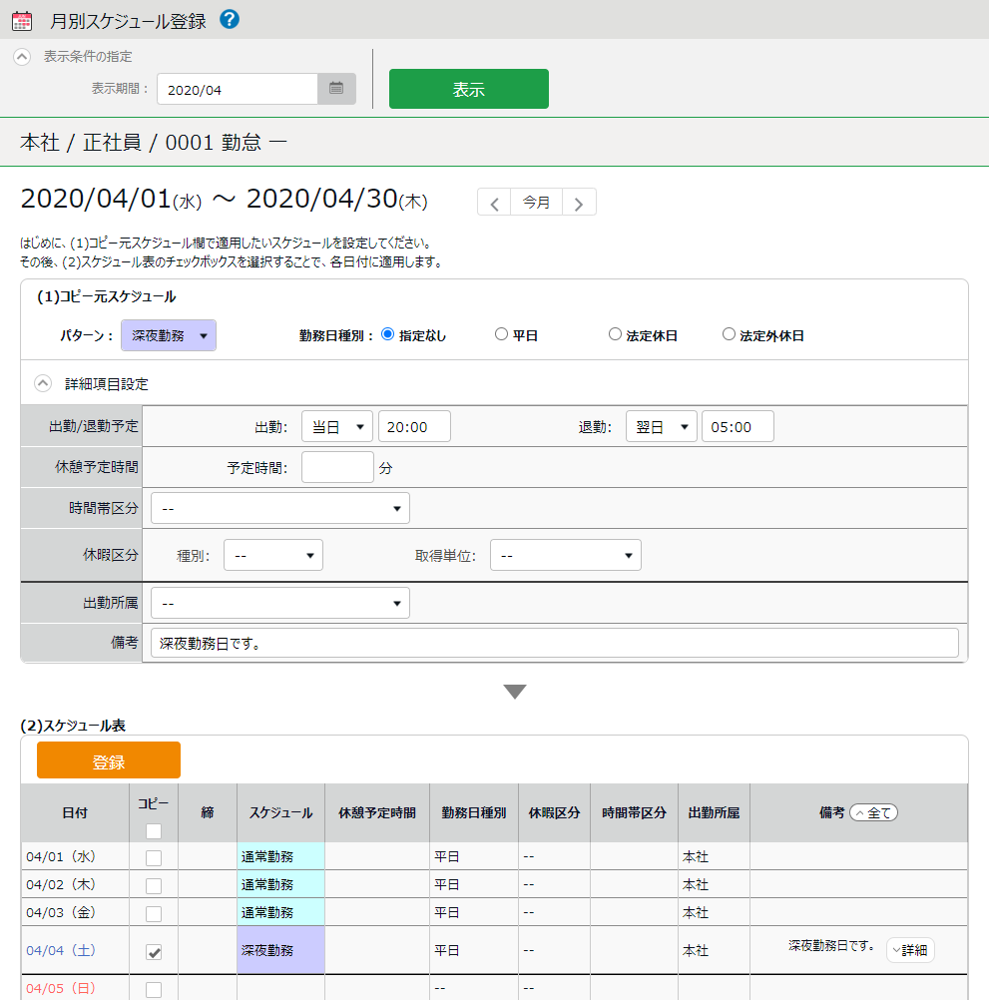 月別スケジュール登録 ?
表示条件の指定
表示期間： 2020/04 表示
本社 / 正社員 / 0001 勤怠 一
2020/04/01(水) ～ 2020/04/30(木) 今月
はじめに、(1)コピー元スケジュール欄で適用したいスケジュールを設定してください。
その後、(2)スケジュール表のチェックボックスを選択することで、各日付に適用します。
(1)コピー元スケジュール
パターン： 深夜勤務 勤務日種別： 指定なし 平日 法定休日 法定外休日
詳細項目設定
出勤/退勤予定 出勤： 当日 20:00 退勤： 翌日 05:00
休憩予定時間 予定時間： 分
時間帯区分 --
休暇区分 種別： -- 取得単位： --
出勤所属 --
備考 深夜勤務日です。
(2)スケジュール表
登録
日付 コピー 締 スケジュール 休憩予定時間 勤務日種別 休暇区分 時間帯区分 出勤所属 備考 全て
04/01（水） 通常勤務 平日 -- 本社
04/02（木） 通常勤務 平日 -- 本社
04/03（金） 通常勤務 平日 -- 本社
04/04（土） 深夜勤務 平日 -- 本社 深夜勤務日です。 詳細
04/05（日） -- --